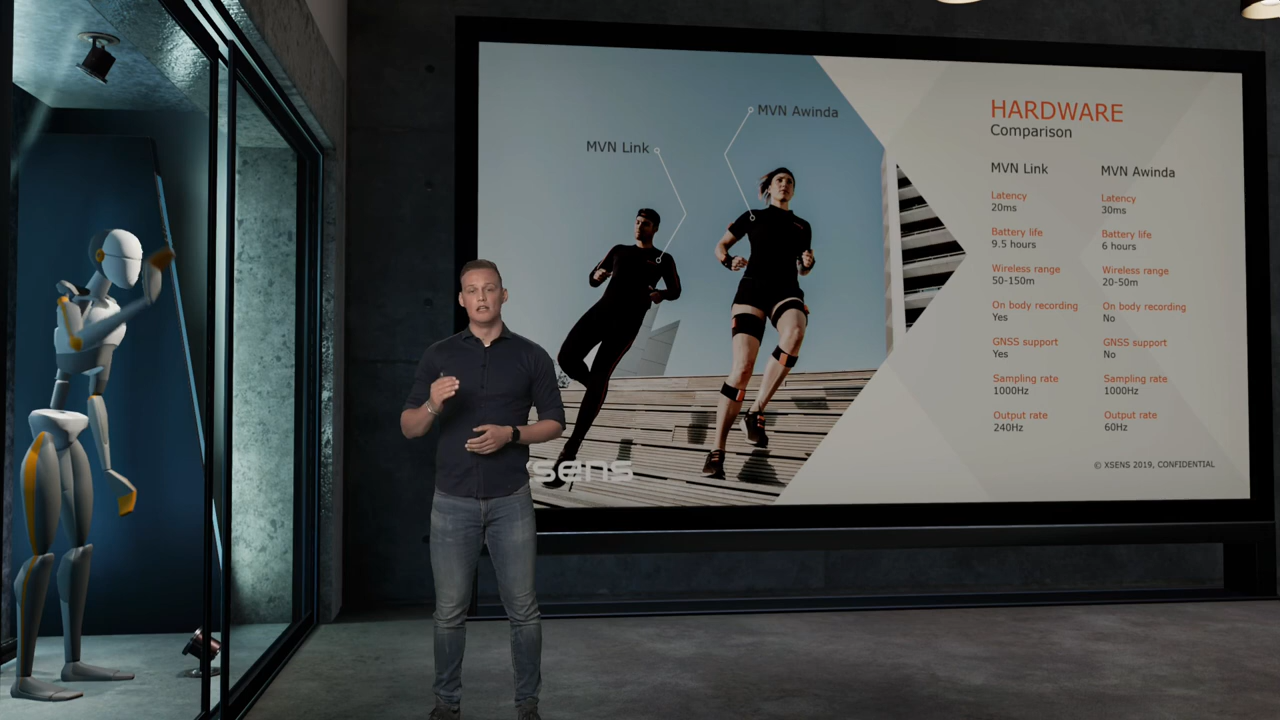 MVN Link
MVN Awinda
HARDWARE
Comparison
MVN Link
Latency
20ms
Battery life
9.5 hours
Wireless range
50-150m
On body recording
Yes
GNSS support
Yes
Sampling rate
1000Hz
Output rate
240Hz
MVN Awinda
Latency
30ms
Battery life
6 hours
Wireless range
20-50m
On body recording
No
GNSS support
No
Sampling rate
1000Hz
Output rate
60Hz
xsens
© XSENS 2019, CONFIDENTIAL